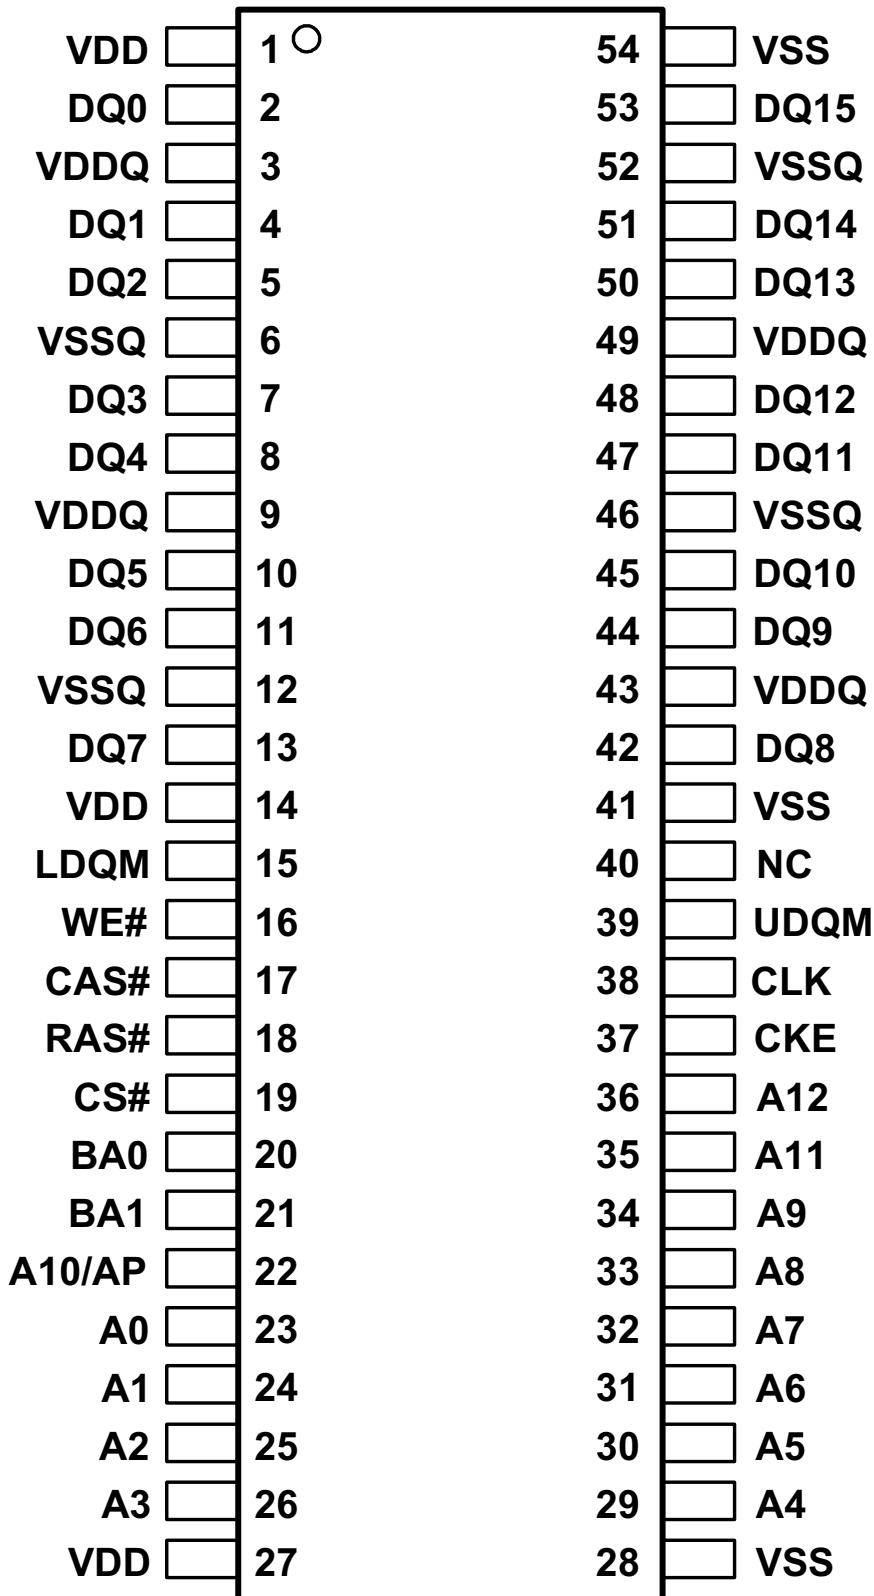 VDD 1 54 VSS
DQ0 2 53 DQ15
VDDQ 3 52 VSSQ
DQ1 4 51 DQ14
DQ2 5 50 DQ13
VSSQ 6 49 VDDQ
DQ3 7 48 DQ12
DQ4 8 47 DQ11
VDDQ 9 46 VSSQ
DQ5 10 45 DQ10
DQ6 11 44 DQ9
VSSQ 12 43 VDDQ
DQ7 13 42 DQ8
VDD 14 41 VSS
LDQM 15 40 NC
WE# 16 39 UDQM
CAS# 17 38 CLK
RAS# 18 37 CKE
CS# 19 36 A12
BA0 20 35 A11
BA1 21 34 A9
A10/AP 22 33 A8
A0 23 32 A7
A1 24 31 A6
A2 25 30 A5
A3 26 29 A4
VDD 27 28 VSS